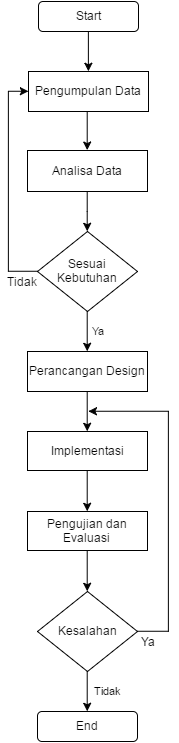 Start
Pengumpulan Data
Analisa Data
Sesuai
Kebutuhan
Tidak
Ya
Perancangan Design
Implementasi
Pengujian dan
Evaluasi
Kesalahan
Ya
Tidak
End